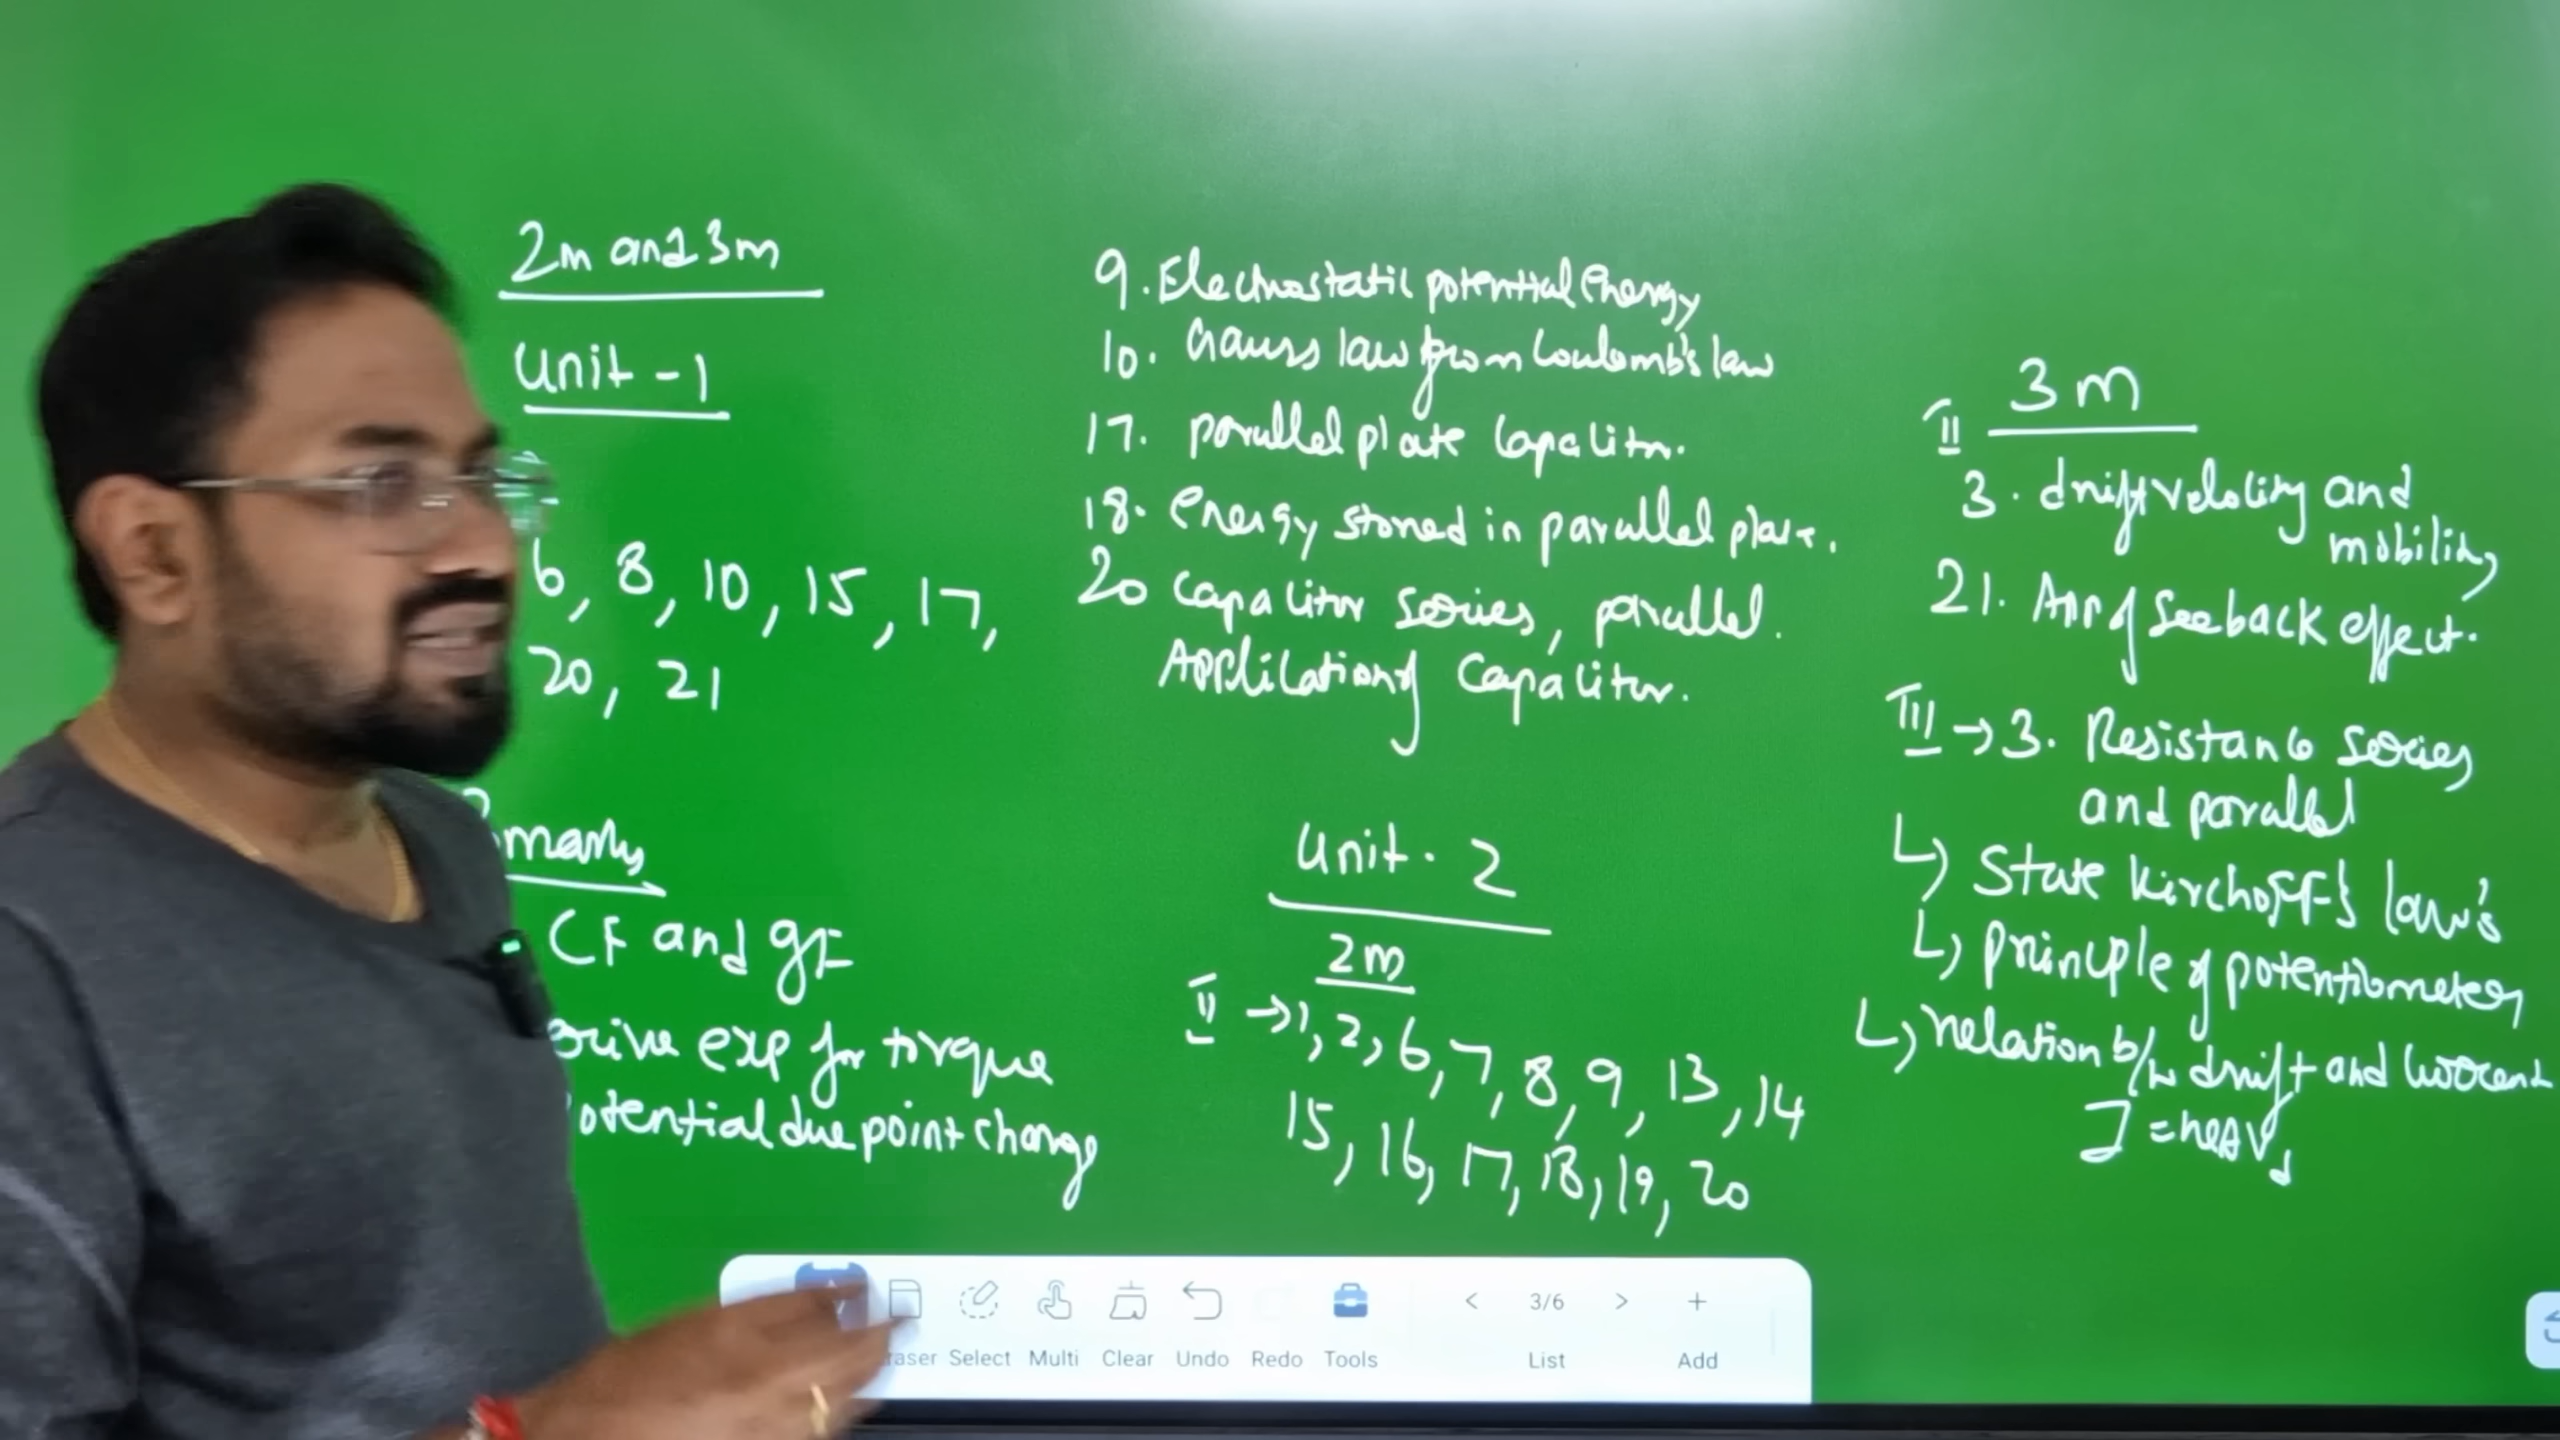 2m and 3m
Unit - 1
6, 8, 10, 15, 17,
20, 21
marks
CF and gF
exp for torque
due point charge
9. Electrostatic potential Energy
10. Gauss law from Coulomb's law
17. parallel plate Capacitor.
18. energy stored in parallel plate.
20 Capacitor series, parallel.
Application of Capacitor.
Unit - 2
2m
II → 1, 2, 6, 7, 8, 9, 13, 14
15, 16, 17, 18, 19, 20
3m
II
3. drift velocity and
mobility
21. App of Seeback effect.
III → 3. Resistance series
and parallel
↳ State Kirchoff's law's
↳ principle of potentiometer
↳ relation b/w drift and current
I = neAVd
Select Multi Clear Undo Redo Tools
< 3/6 > +
List Add